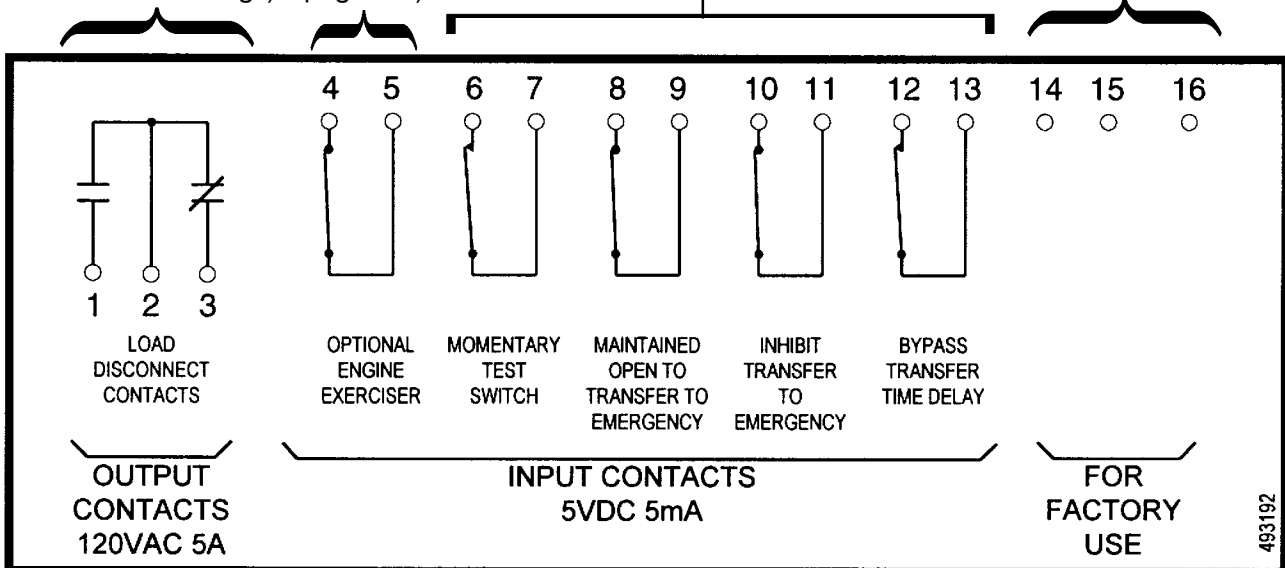 4 5 6 7 8 9 10 11 12 13 14 15 16
1 2 3
LOAD
DISCONNECT
CONTACTS
OPTIONAL
ENGINE
EXERCISER
MOMENTARY
TEST
SWITCH
MAINTAINED
OPEN TO
TRANSFER TO
EMERGENCY
INHIBIT
TRANSFER
TO
EMERGENCY
BYPASS
TRANSFER
TIME DELAY
OUTPUT
CONTACTS
120VAC 5A
INPUT CONTACTS
5VDC 5mA
FOR
FACTORY
USE
493192